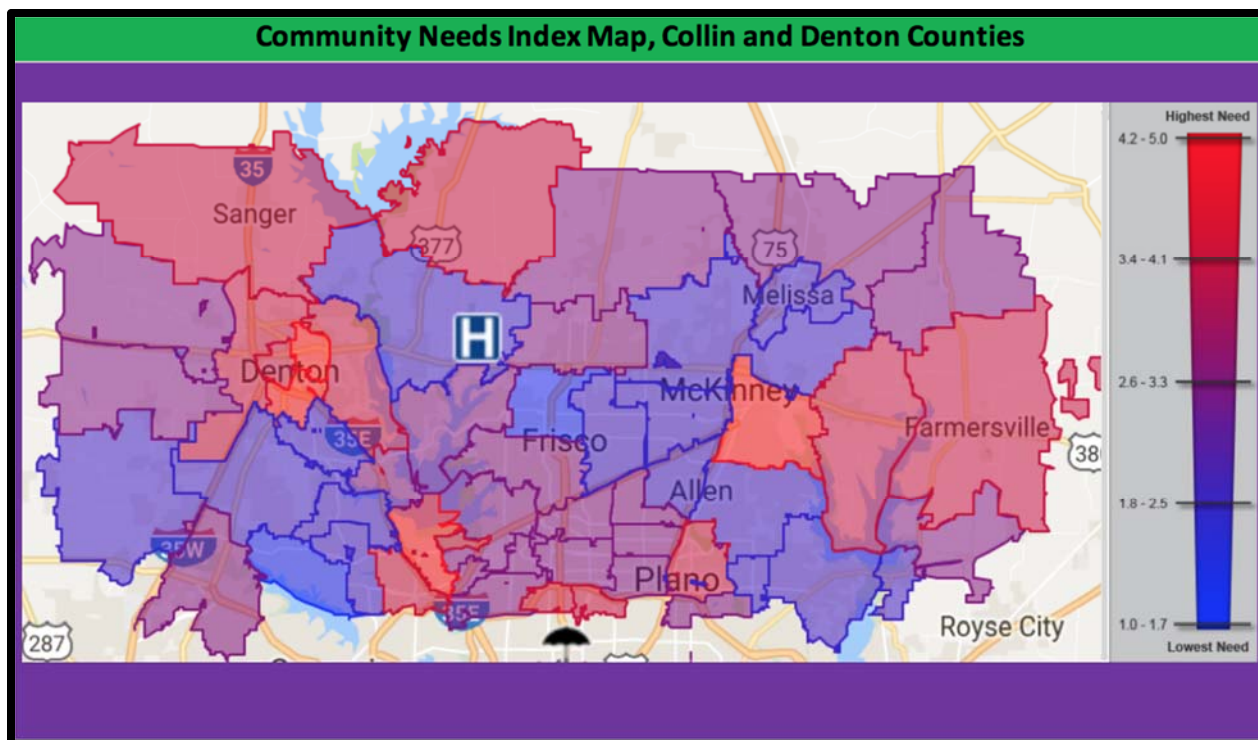 Community Needs Index Map, Collin and Denton Counties
Highest Need
4.2 - 5.0
35
Sanger
377
75
3.4 - 4.1
Melissa
H
Denton
McKinney
2.6 - 3.3
35E
Frisco
Farmersville
38
Allen
1.8 - 2.5
35W
Plano
35E
287
Royse City
1.0 - 1.7
Lowest Need